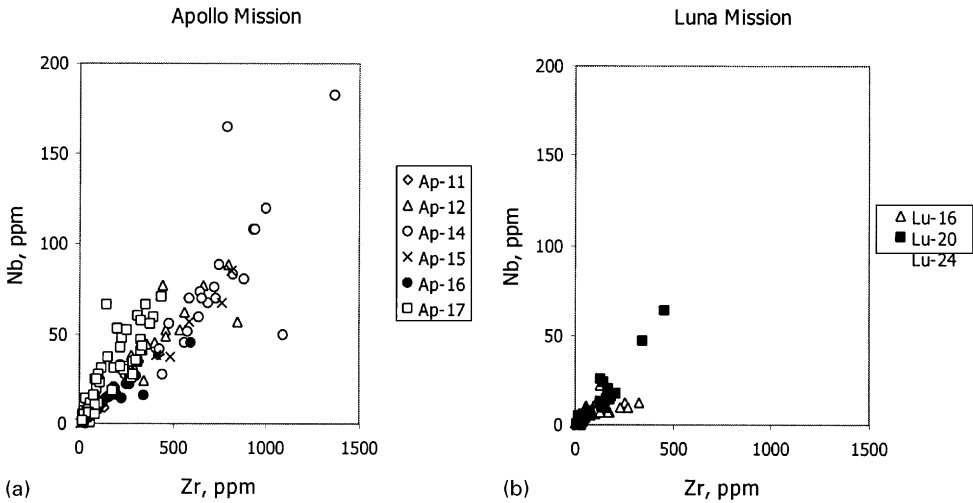 Apollo Mission
Nb, ppm
200
150
100
50
0
0 500 1000 1500
Zr, ppm
(a)
Ap-11
Ap-12
Ap-14
Ap-15
Ap-16
Ap-17
Luna Mission
Nb, ppm
200
150
100
50
0
0 500 1000 1500
Zr, ppm
(b)
Lu-16
Lu-20
Lu-24